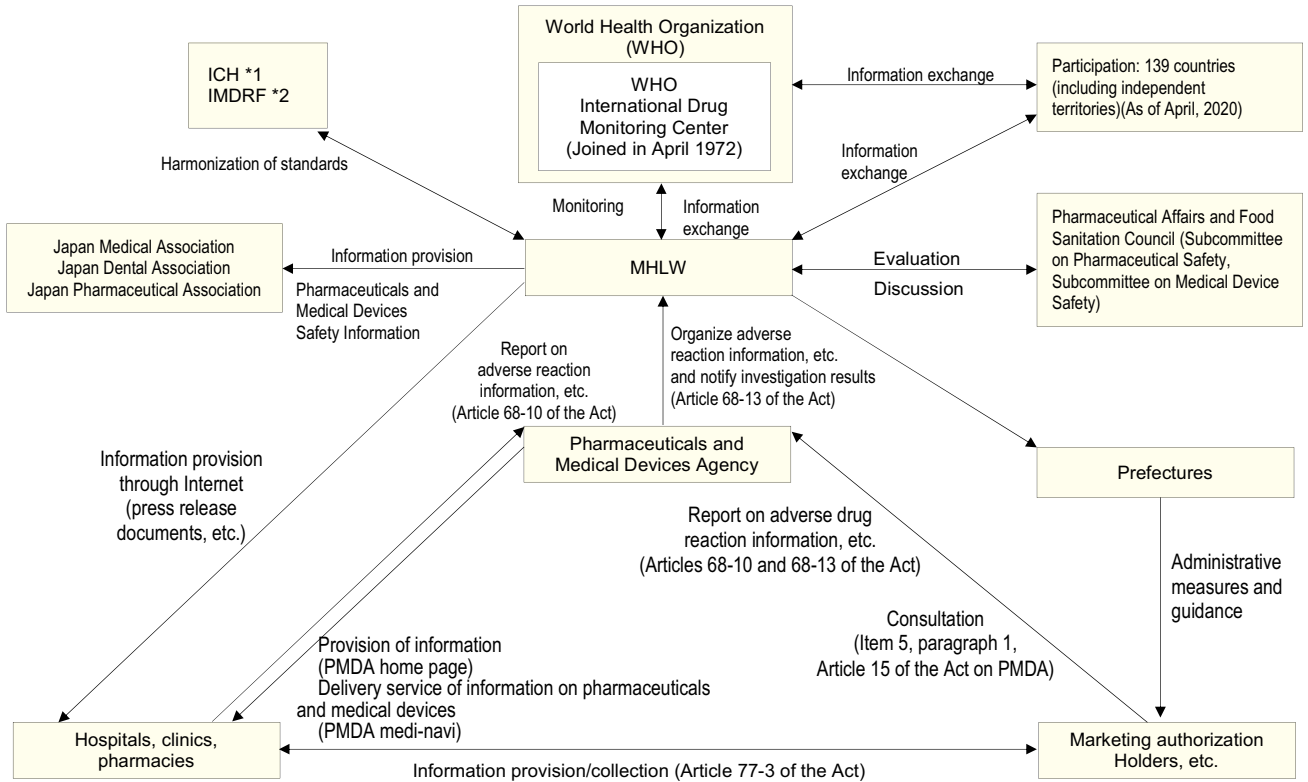 World Health Organization
(WHO)
WHO
International Drug
Monitoring Center
(Joined in April 1972)
ICH *1
IMDRF *2
Information exchange
Participation: 139 countries
(including independent
territories)(As of April, 2020)
Harmonization of standards
Information
exchange
Monitoring
Information
exchange
Japan Medical Association
Japan Dental Association
Japan Pharmaceutical Association
Information provision
Pharmaceuticals and
Medical Devices
Safety Information
MHLW
Evaluation
Discussion
Pharmaceutical Affairs and Food
Sanitation Council (Subcommittee
on Pharmaceutical Safety,
Subcommittee on Medical Device
Safety)
Report on
adverse reaction
information, etc.
(Article 68-10 of the Act)
Organize adverse
reaction information, etc.
and notify investigation results
(Article 68-13 of the Act)
Pharmaceuticals and
Medical Devices Agency
Prefectures
Information provision
through Internet
(press release
documents, etc.)
Report on adverse drug
reaction information, etc.
(Articles 68-10 and 68-13 of the Act)
Administrative
measures and
guidance
Consultation
(Item 5, paragraph 1,
Article 15 of the Act on PMDA)
Provision of information
(PMDA home page)
Delivery service of information on pharmaceuticals
and medical devices
(PMDA medi-navi)
Hospitals, clinics,
pharmacies
Information provision/collection (Article 77-3 of the Act)
Marketing authorization
Holders, etc.